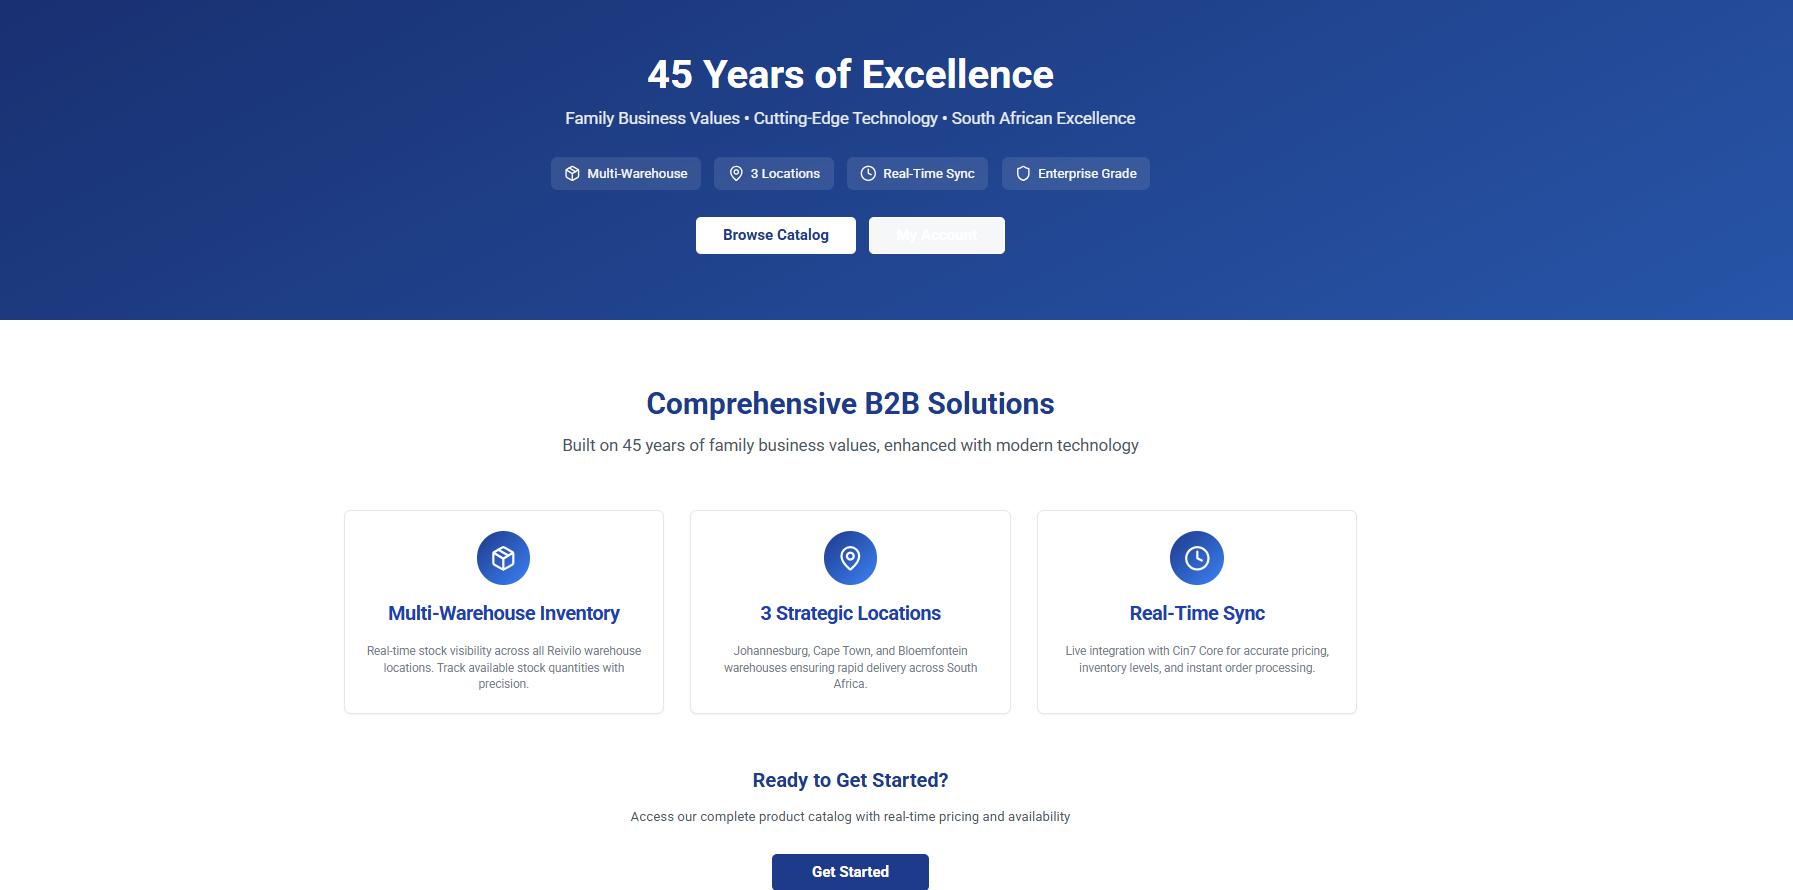 45 Years of Excellence
Family Business Values • Cutting-Edge Technology • South African Excellence
Multi-Warehouse
3 Locations
Real-Time Sync
Enterprise Grade
Browse Catalog
My Account
Comprehensive B2B Solutions
Built on 45 years of family business values, enhanced with modern technology
Multi-Warehouse Inventory
Real-time stock visibility across all Reivilo warehouse
locations. Track available stock quantities with
precision.
3 Strategic Locations
Johannesburg, Cape Town, and Bloemfontein
warehouses ensuring rapid delivery across South
Africa.
Real-Time Sync
Live integration with Cin7 Core for accurate pricing,
inventory levels, and instant order processing.
Ready to Get Started?
Access our complete product catalog with real-time pricing and availability
Get Started